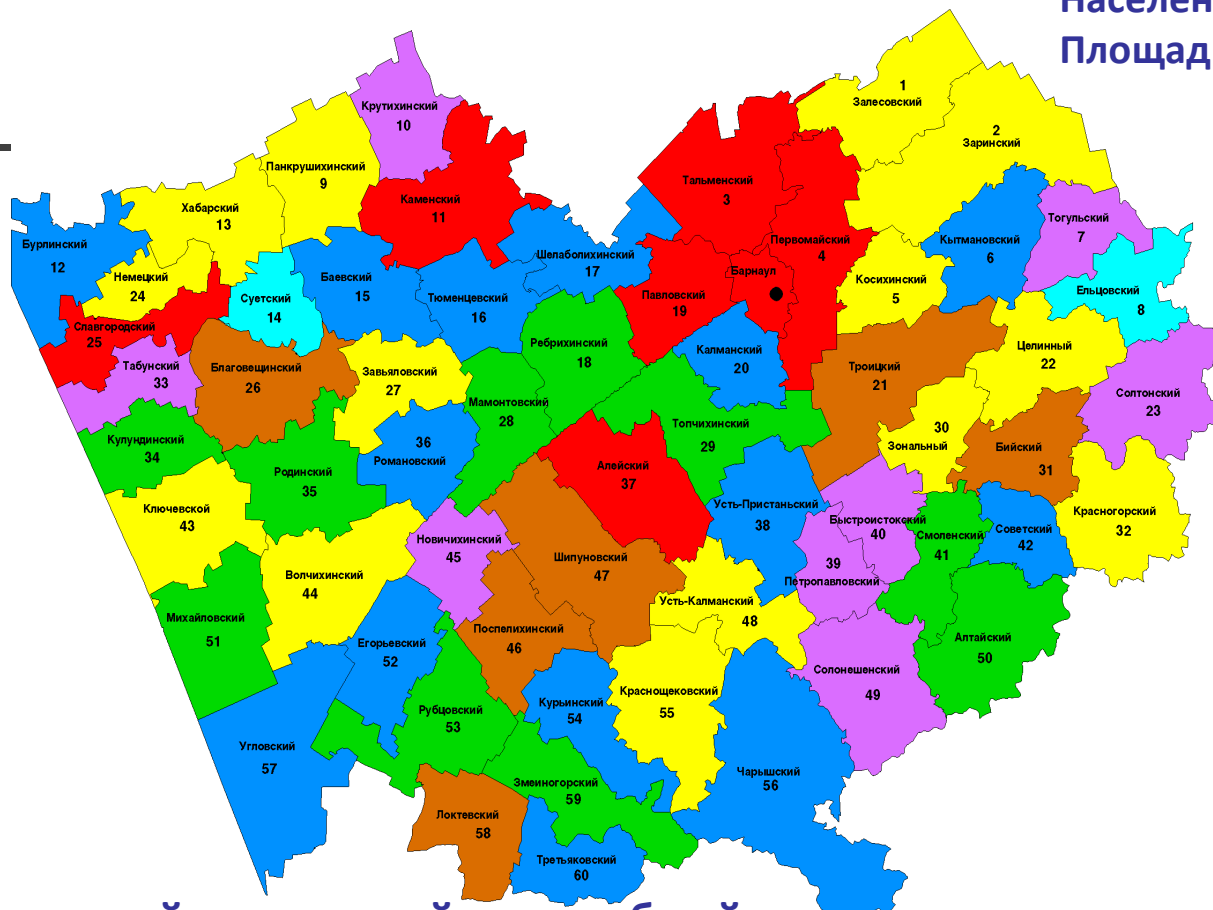 Населен
Площад
1
Залесовский
2
Заринский
Тальменский
3
Первомайский
4
Косихинский
5
Кытмановский
6
Тогульский
7
Ельцовский
8
Панкрушихинский
9
Крутихинский
10
Каменский
11
Бурлинский
12
Хабарский
13
Суетский
14
Баевский
15
Тюменцевский
16
Шелаболихинский
17
Ребрихинский
18
Павловский
19
Барнаул
Калманский
20
Троицкий
21
Целинный
22
Солтонский
23
Немецкий
24
Славгородский
25
Благовещинский
26
Завьяловский
27
Мамонтовский
28
Топчихинский
29
30
Зональный
Бийский
31
Красногорский
32
Табунский
33
Кулундинский
34
Родинский
35
36
Романовский
Алейский
37
Усть-Пристаньский
38
39
Петропавловский
Быстроистокский
40
Смоленский
41
Советский
42
Ключевской
43
Волчихинский
44
Новичихинский
45
Поспелихинский
46
Шипуновский
47
Усть-Калманский
48
Солонешенский
49
Алтайский
50
Михайловский
51
Егорьевский
52
Рубцовский
53
Курьинский
54
Краснощековский
55
Чарышский
56
Угловский
57
Локтевский
58
Змеиногорский
59
Третьяковский
60